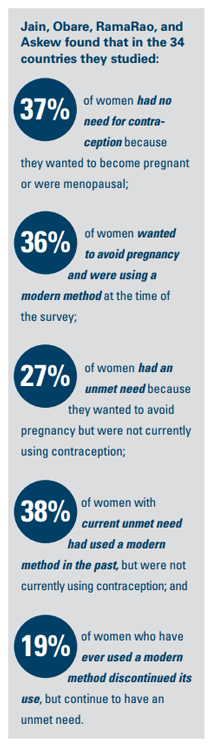 Jain, Obare, RamaRao, and
Askew found that in the 34
countries they studied:
37% of women had no
need for contra-
ception because
they wanted to become pregnant
or were menopausal;
36% of women wanted
to avoid pregnancy
and were using a
modern method at the time of
the survey;
27% of women had an
unmet need because
they wanted to avoid
pregnancy but were not currently
using contraception;
38% of women with
current unmet need
had used a modern
method in the past, but were not
currently using contraception; and
19% of women who have
ever used a modern
method discontinued its
use, but continue to have an
unmet need.